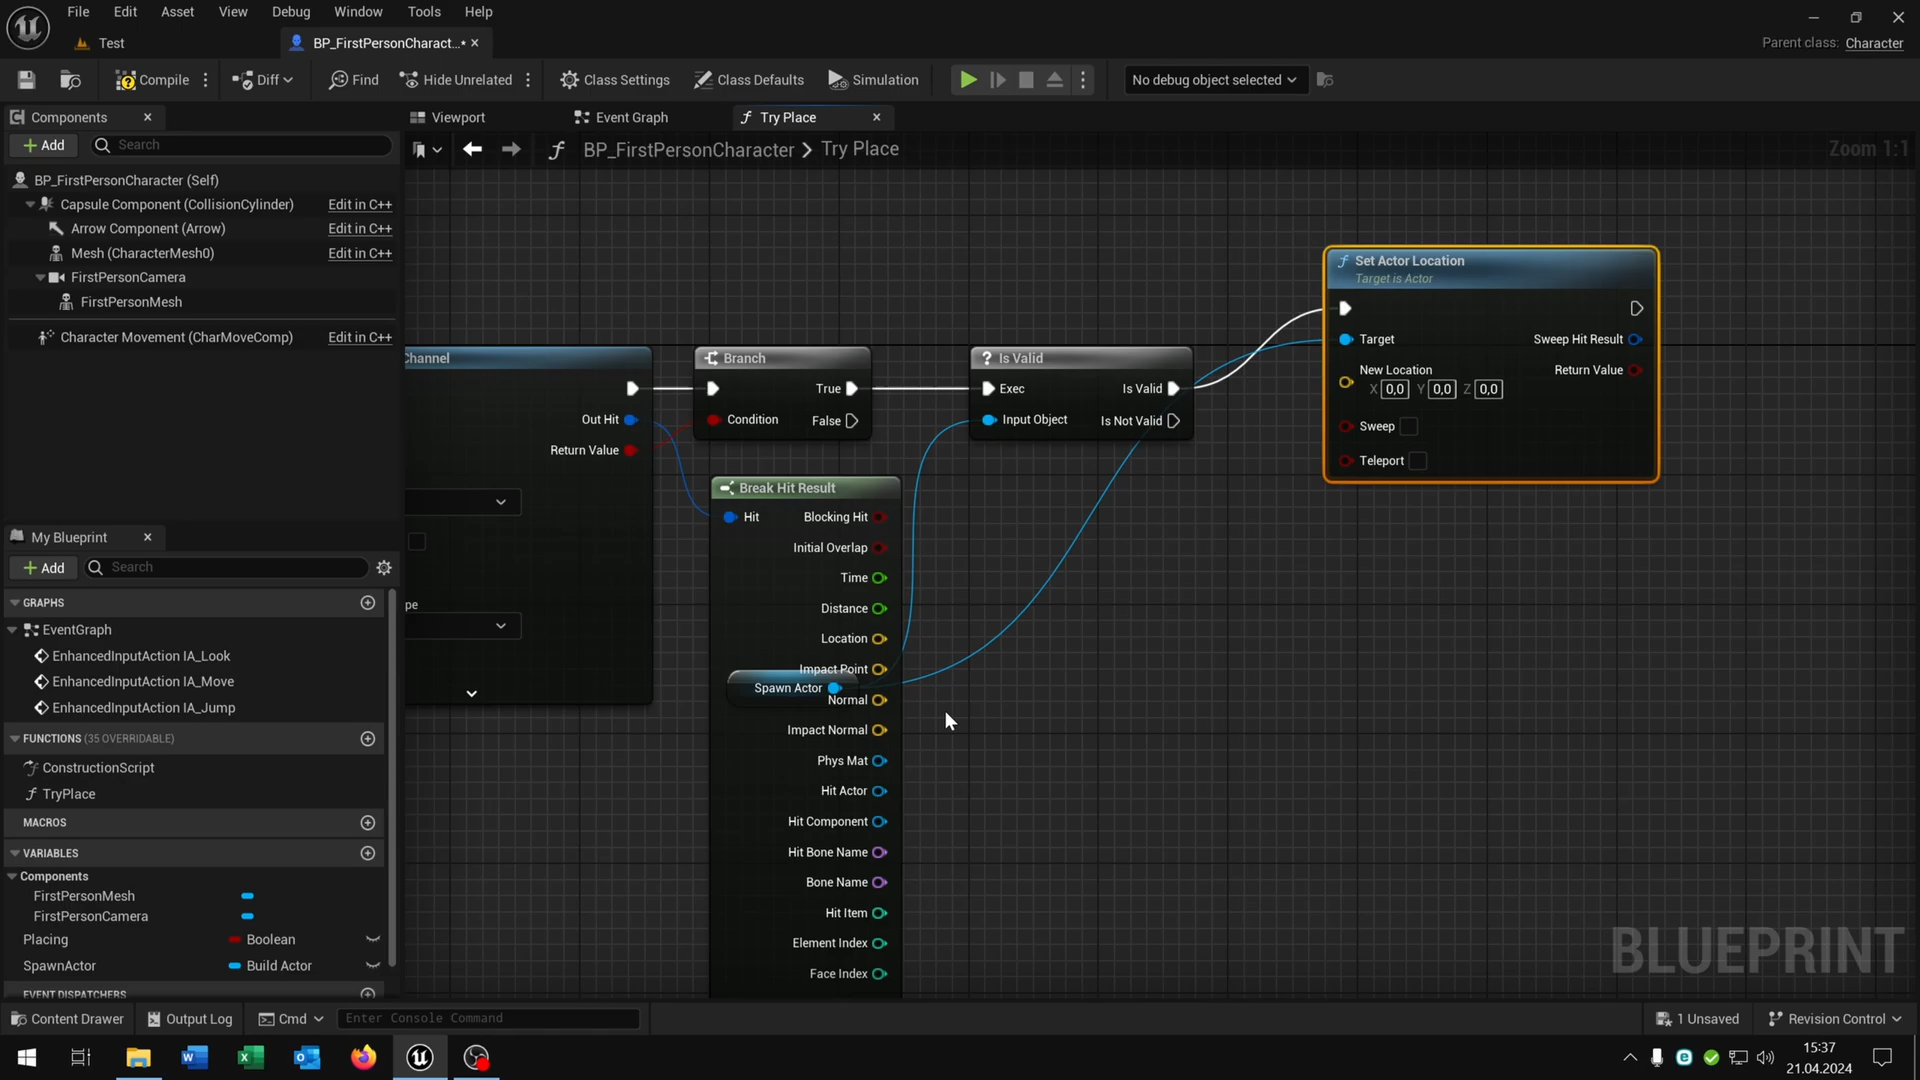 File Edit Asset View Debug Window Tools Help
Test
BP_FirstPersonCharact...*
Parent class: Character
Compile
Diff
Find
Hide Unrelated
Class Settings
Class Defaults
Simulation
No debug object selected
Components
Viewport
Event Graph
Try Place
Add
Search
BP_FirstPersonCharacter > Try Place
Zoom 1:1
BP_FirstPersonCharacter (Self)
Capsule Component (CollisionCylinder) Edit in C++
Arrow Component (Arrow) Edit in C++
Mesh (CharacterMesh0) Edit in C++
FirstPersonCamera
FirstPersonMesh
Character Movement (CharMoveComp) Edit in C++
Channel
Out Hit
Return Value
pe
Branch
True
Condition
False
Is Valid
Exec
Is Valid
Input Object
Is Not Valid
Set Actor Location
Target is Actor
Target
Sweep Hit Result
New Location
Return Value
X 0,0 Y 0,0 Z 0,0
Sweep
Teleport
Break Hit Result
Hit
Blocking Hit
Initial Overlap
Time
Distance
Location
Impact Point
Spawn Actor
Normal
Impact Normal
Phys Mat
Hit Actor
Hit Component
Hit Bone Name
Bone Name
Hit Item
Element Index
Face Index
BLUEPRINT
My Blueprint
Add
Search
GRAPHS
EventGraph
EnhancedInputAction IA_Look
EnhancedInputAction IA_Move
EnhancedInputAction IA_Jump
FUNCTIONS (35 OVERRIDABLE)
ConstructionScript
TryPlace
MACROS
VARIABLES
Components
FirstPersonMesh
FirstPersonCamera
Placing Boolean
SpawnActor Build Actor
EVENT DISPATCHERS
Content Drawer
Output Log
Cmd
Enter Console Command
1 Unsaved
Revision Control
15:37
21.04.2024